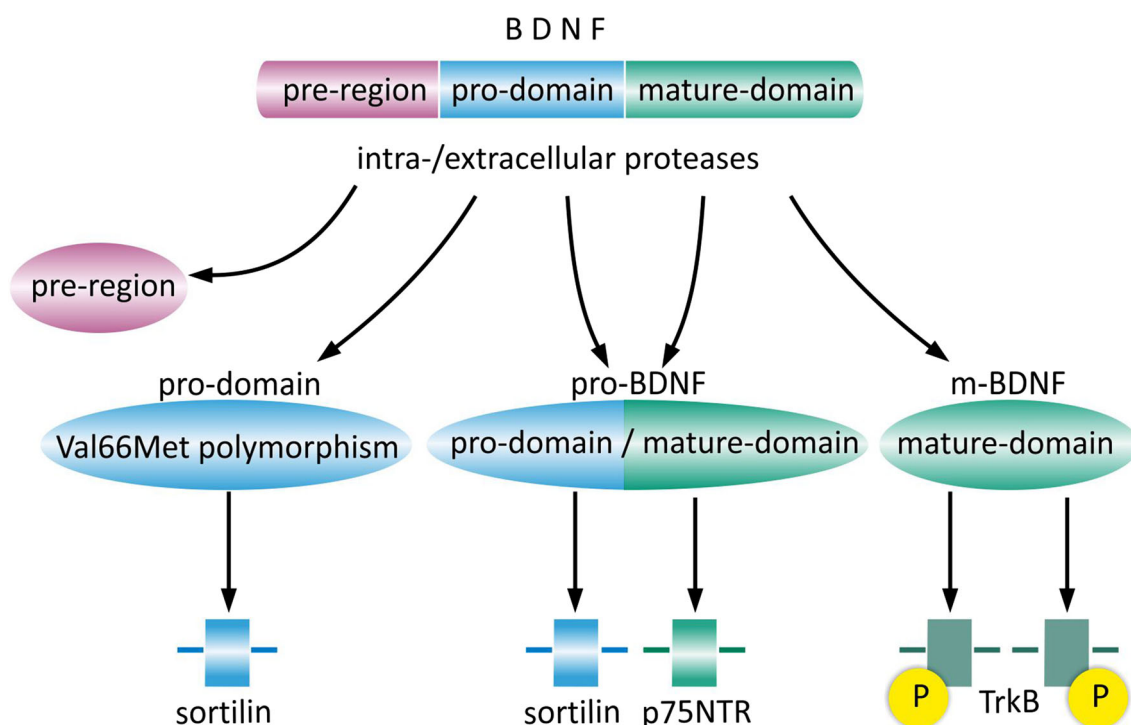 B D N F
pre-region pro-domain mature-domain
intra-/extracellular proteases
pre-region
pro-domain pro-BDNF m-BDNF
Val66Met polymorphism pro-domain / mature-domain mature-domain
P P
sortilin sortilin p75NTR TrkB